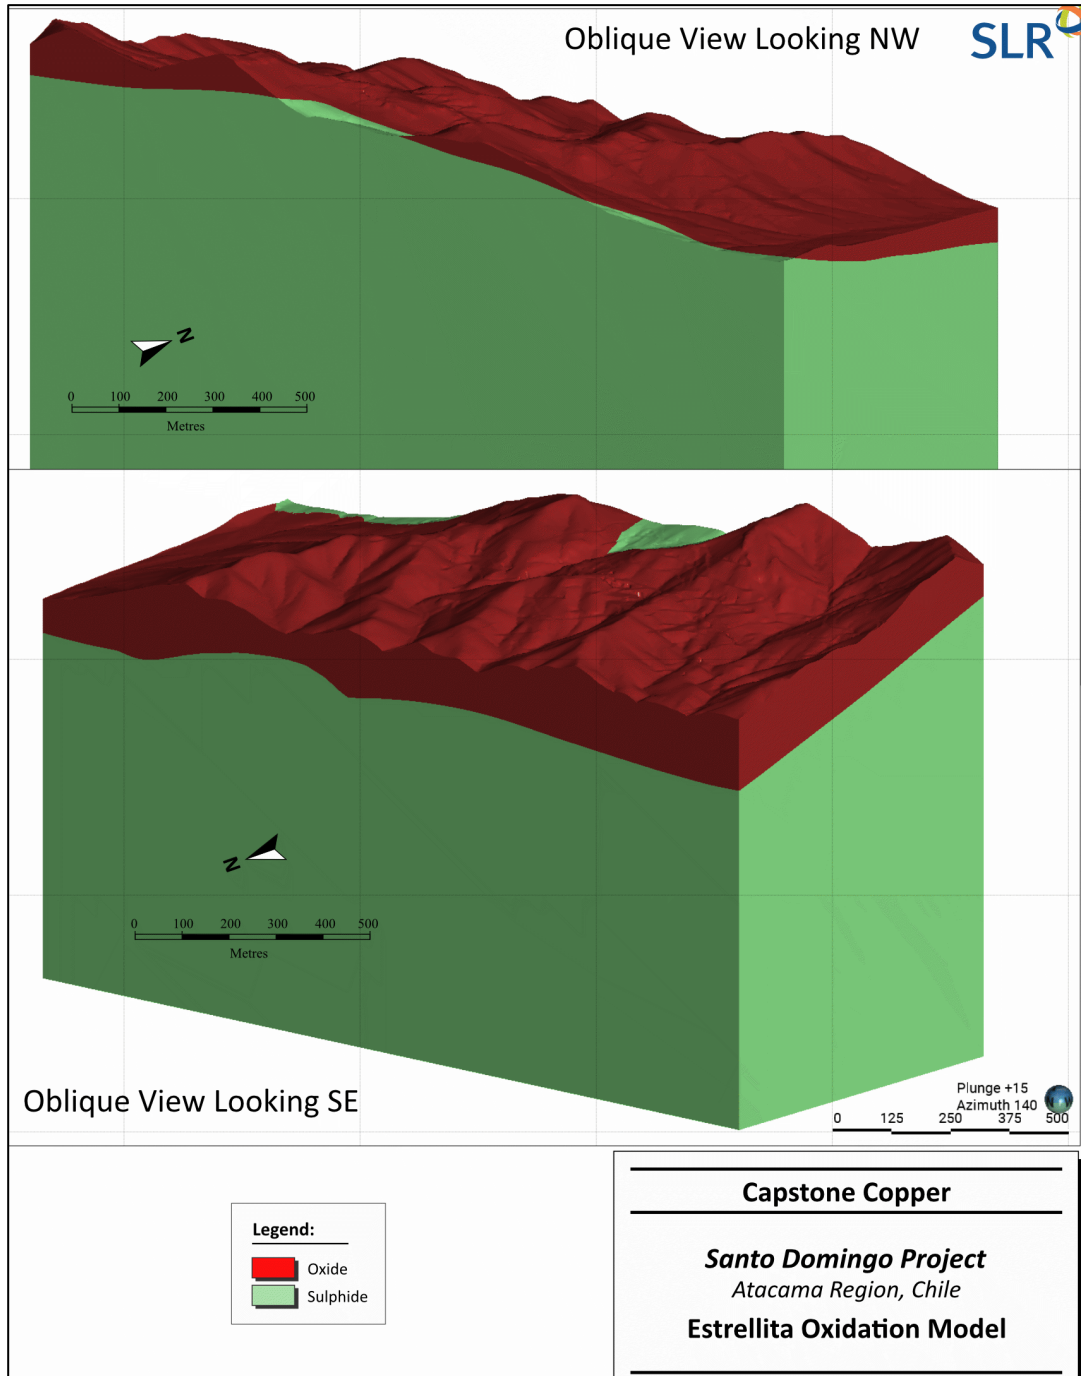 Oblique View Looking NW
SLR
N
0 100 200 300 400 500
Metres
N
0 100 200 300 400 500
Metres
Oblique View Looking SE
Plunge +15
Azimuth 140
0 125 250 375 500
Legend:
Oxide
Sulphide
Capstone Copper
Santo Domingo Project
Atacama Region, Chile
Estrellita Oxidation Model